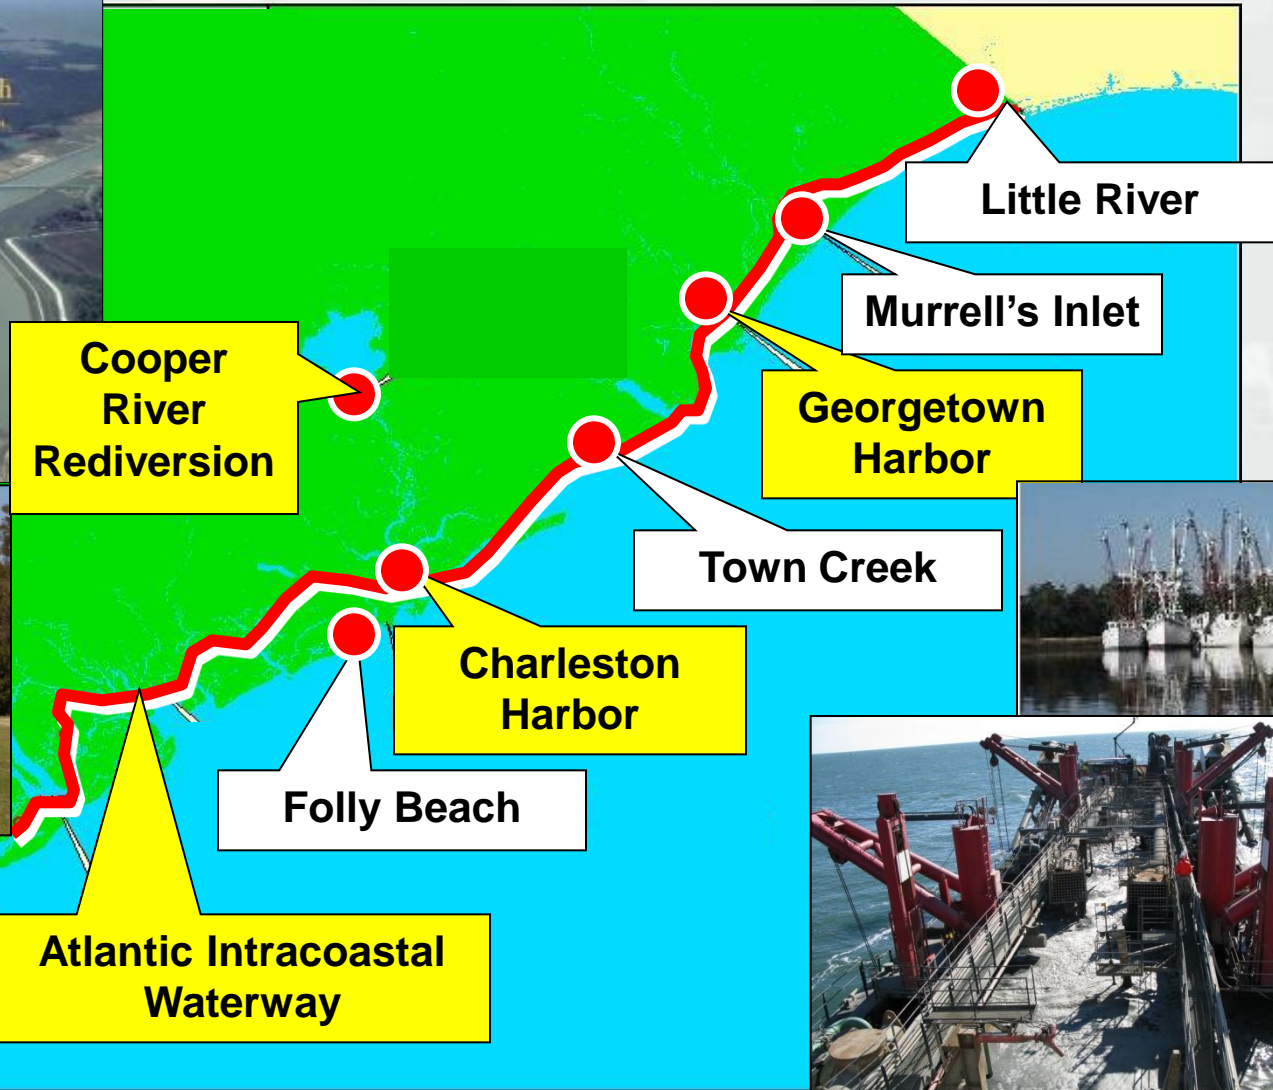 Little River
Murrell's Inlet
Cooper
River
Rediversion
Georgetown
Harbor
Town Creek
Charleston
Harbor
Folly Beach
Atlantic Intracoastal
Waterway